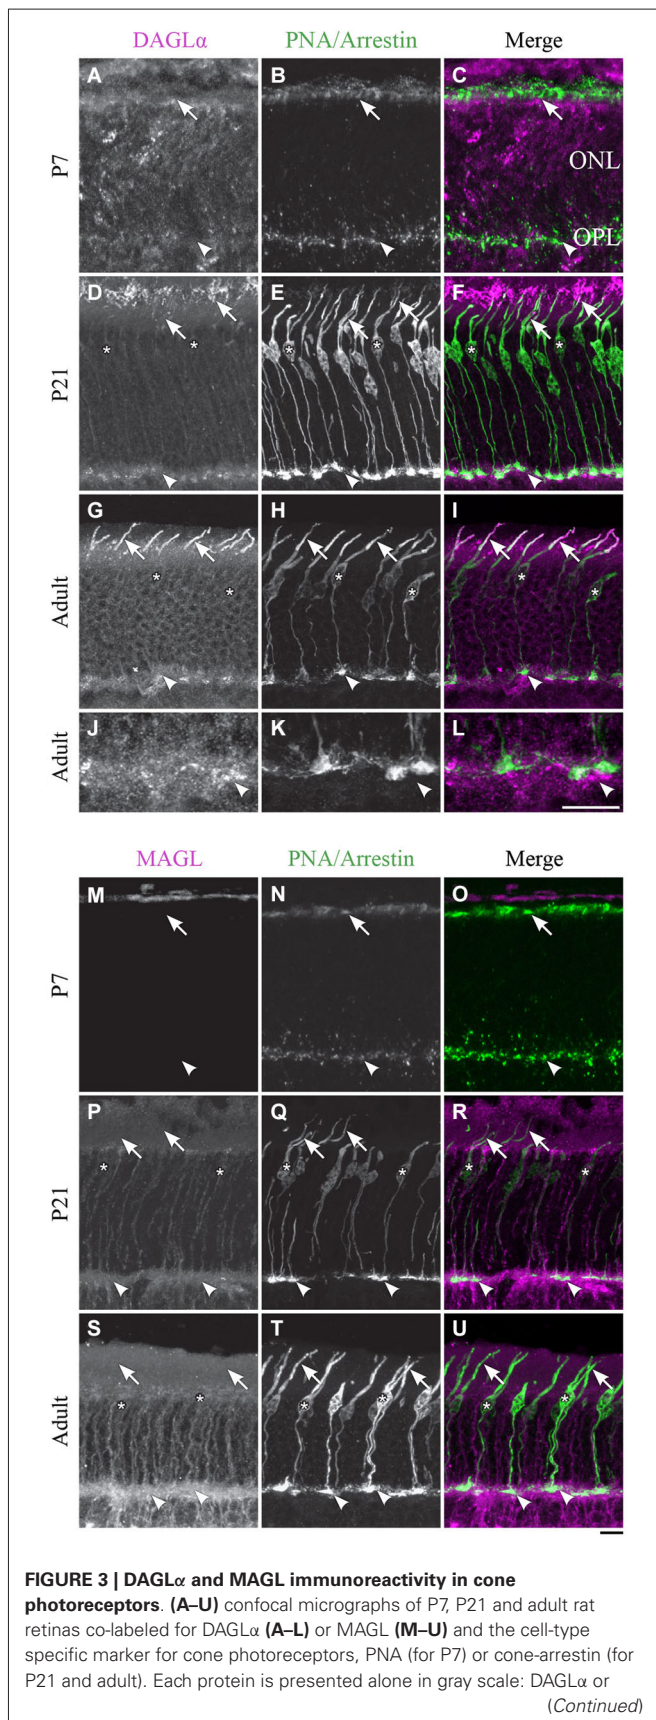 DAGLα PNA/Arrestin Merge
P7
A B C
ONL
OPL
P21
D E F
* * * * * *
Adult
G H I
* * * * * *
Adult
J K L
MAGL PNA/Arrestin Merge
P7
M N O
P21
P Q R
* * * * * *
Adult
S T U
* * * * * *
FIGURE 3 | DAGLα and MAGL immunoreactivity in cone
photoreceptors. (A–U) confocal micrographs of P7, P21 and adult rat
retinas co-labeled for DAGLα (A–L) or MAGL (M–U) and the cell-type
specific marker for cone photoreceptors, PNA (for P7) or cone-arrestin (for
P21 and adult). Each protein is presented alone in gray scale: DAGLα or
(Continued)